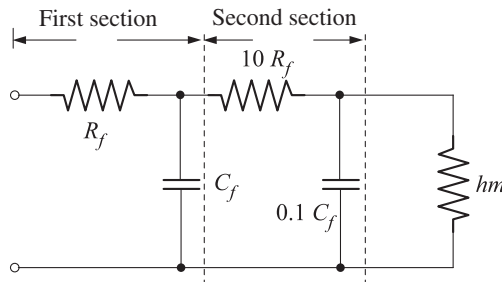 First section
Second section
10 R_f
R_f
C_f
0.1 C_f
hm